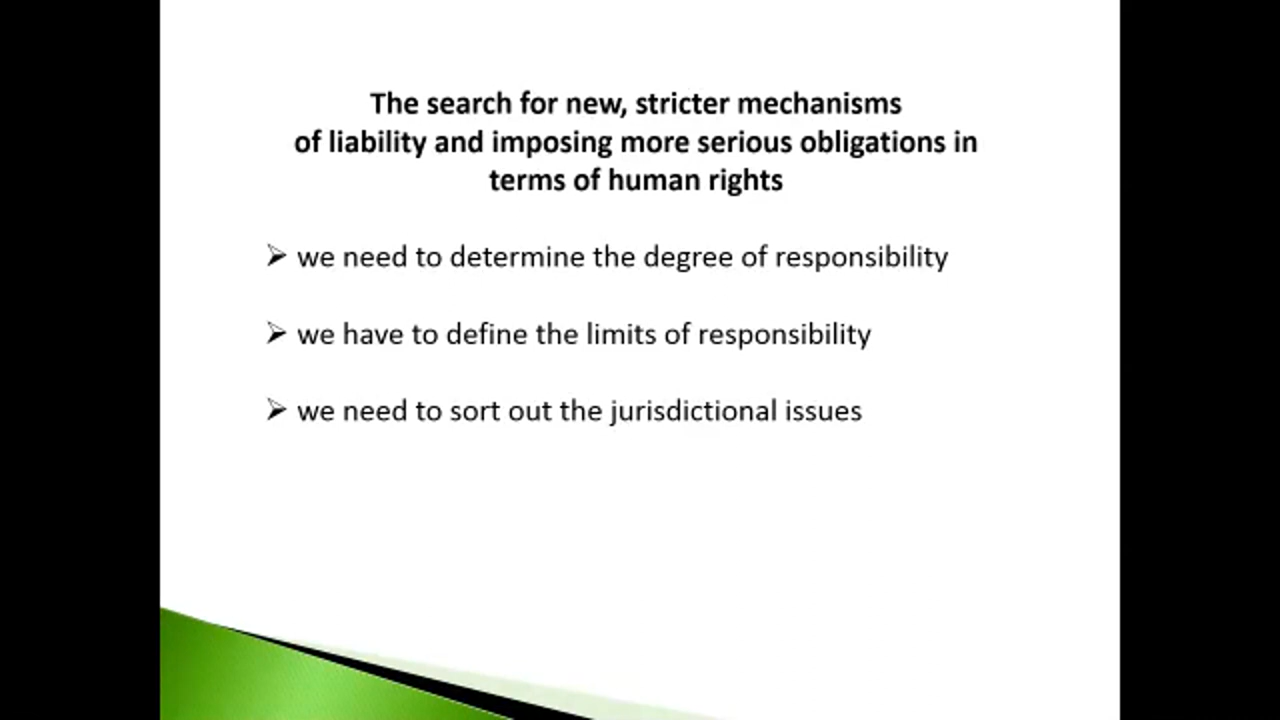 The search for new, stricter mechanisms
of liability and imposing more serious obligations in
terms of human rights
➢ we need to determine the degree of responsibility
➢ we have to define the limits of responsibility
➢ we need to sort out the jurisdictional issues